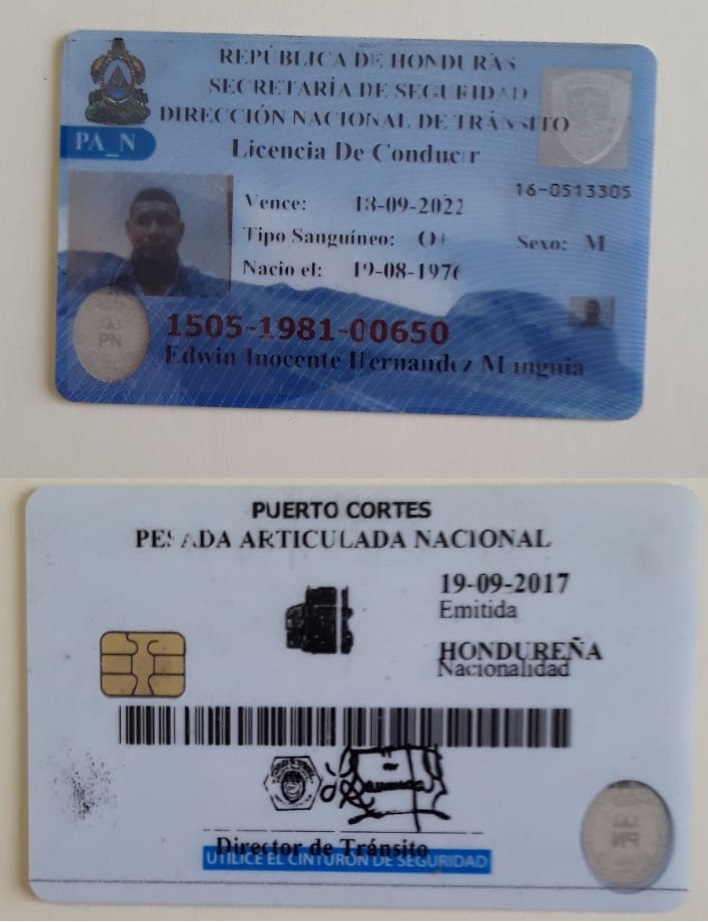 REPÚBLICA DE HONDURAS
SECRETARÍA DE SEGURIDAD
DIRECCIÓN NACIONAL DE TRÁNSITO
PA_N
Licencia De Conducir
16-0513305
Vence: 13-09-2022
Tipo Sanguíneo: O+ Sexo: M
Nacio el: 19-08-1976
PN
1505-1981-00650
Edwin Inocente Hernandez Munguia
PUERTO CORTES
PESADA ARTICULADA NACIONAL
19-09-2017
Emitida
HONDUREÑA
Nacionalidad
Director de Tránsito
UTILICE EL CINTURON DE SEGURIDAD